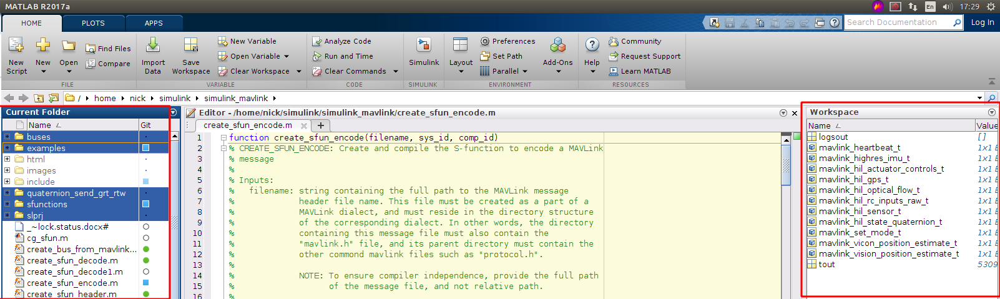 MATLAB R2017a
En
17:29
HOME
PLOTS
APPS
Search Documentation
Log In
New Script
New
Open
Find Files
Compare
Import Data
Save Workspace
New Variable
Open Variable
Clear Workspace
Analyze Code
Run and Time
Clear Commands
Simulink
Layout
Preferences
Set Path
Parallel
Add-Ons
Help
Community
Request Support
Learn MATLAB
FILE
VARIABLE
CODE
SIMULINK
ENVIRONMENT
RESOURCES
/ home nick simulink simulink_mavlink
Current Folder
Name Git
buses
examples
html
images
include
quaternion_send_grt_rtw
sfunctions
slprj
_~lock.status.docx#
cg_sfun.m
create_bus_from_mavlink...
create_sfun_decode.m
create_sfun_decode1.m
create_sfun_encode.m
create_sfun_header.m
Editor - /home/nick/simulink/simulink_mavlink/create_sfun_encode.m
create_sfun_encode.m
1 function create_sfun_encode(filename, sys_id, comp_id)
2 % CREATE_SFUN_ENCODE: Create and compile the S-function to encode a MAVLink
3 % message
4 %
5 % Inputs:
6 % filename: string containing the full path to the MAVLink message
7 % header file name. This file must be created as a part of a
8 % MAVLink dialect, and must reside in the directory structure
9 % of the corresponding dialect. In other words, the directory
10 % containing this message file must also contain the
11 % "mavlink.h" file, and its parent directory must contain the
12 % other commond mavlink files such as "protocol.h".
13 %
14 % NOTE: To ensure compiler independence, provide the full path
15 % of the message file, and not relative path.
16 %
Workspace
Name Value
logsout []
mavlink_heartbeat_t 1x1
mavlink_highres_imu_t 1x1
mavlink_hil_actuator_controls_t 1x1
mavlink_hil_gps_t 1x1
mavlink_hil_optical_flow_t 1x1
mavlink_hil_rc_inputs_raw_t 1x1
mavlink_hil_sensor_t 1x1
mavlink_hil_state_quaternion_t 1x1
mavlink_set_mode_t 1x1
mavlink_vicon_position_estimate_t 1x1
mavlink_vision_position_estimate_t 1x1
tout 5309